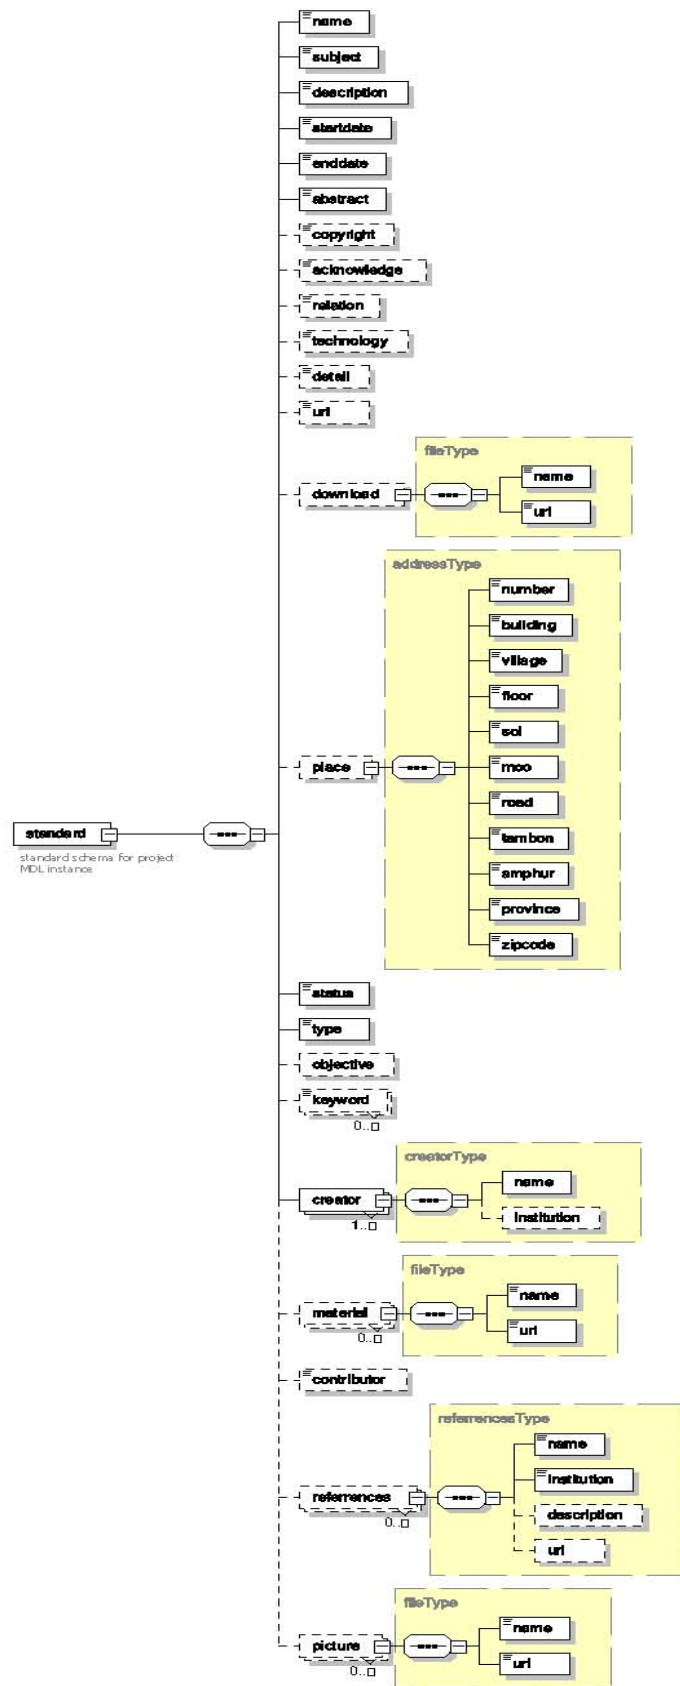 name
subject
description
startdate
enddate
abstract
copyright
acknowledge
relation
technology
detail
url
fileType
download
name
url
addressType
number
building
village
floor
soi
moo
place
road
standard
tambon
standard schema for project
MDL instance
amphur
province
zipcode
status
type
objective
keyword
0..□
creatorType
name
creator
institution
1..□
fileType
name
material
url
0..□
contributor
referrencesType
name
institution
referrences
description
0..□
url
fileType
name
picture
url
0..□